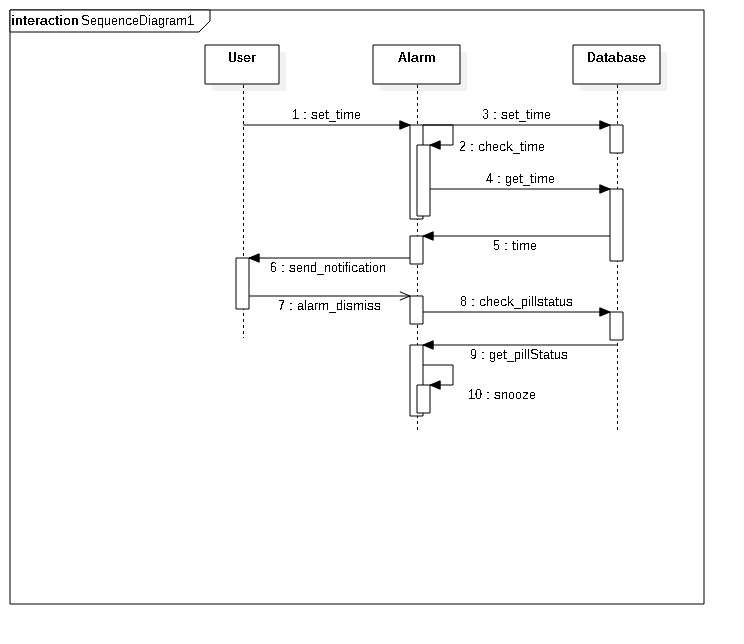 interaction SequenceDiagram1
User
Alarm
Database
1 : set_time
3 : set_time
2 : check_time
4 : get_time
5 : time
6 : send_notification
7 : alarm_dismiss
8 : check_pillstatus
9 : get_pillStatus
10 : snooze